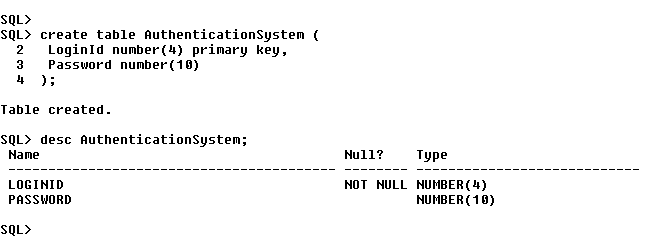 SQL>
SQL> create table AuthenticationSystem (
  2   LoginId number(4) primary key,
  3   Password number(10)
  4  );

Table created.

SQL> desc AuthenticationSystem;
 Name                                      Null?    Type
 ----------------------------------------- -------- ----------------------------
 LOGINID                                   NOT NULL NUMBER(4)
 PASSWORD                                           NUMBER(10)

SQL>